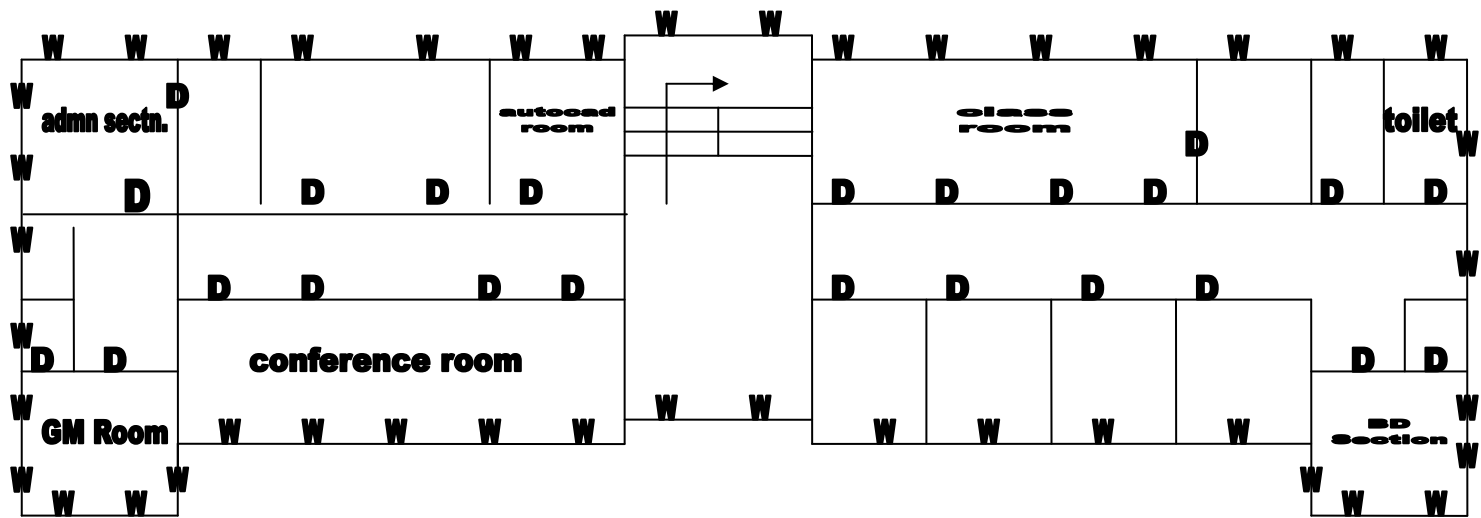 W W
W W W W W W W W W W W W W W
W D
admn sectn. autocad class toilet
room room
D W
W
D D D D D D D D D D
W
W
D D D D D D D D
W
D D conference room D D
W W W W
GM Room W W W W W W W W W BD
Section
W
W W W
W W W W